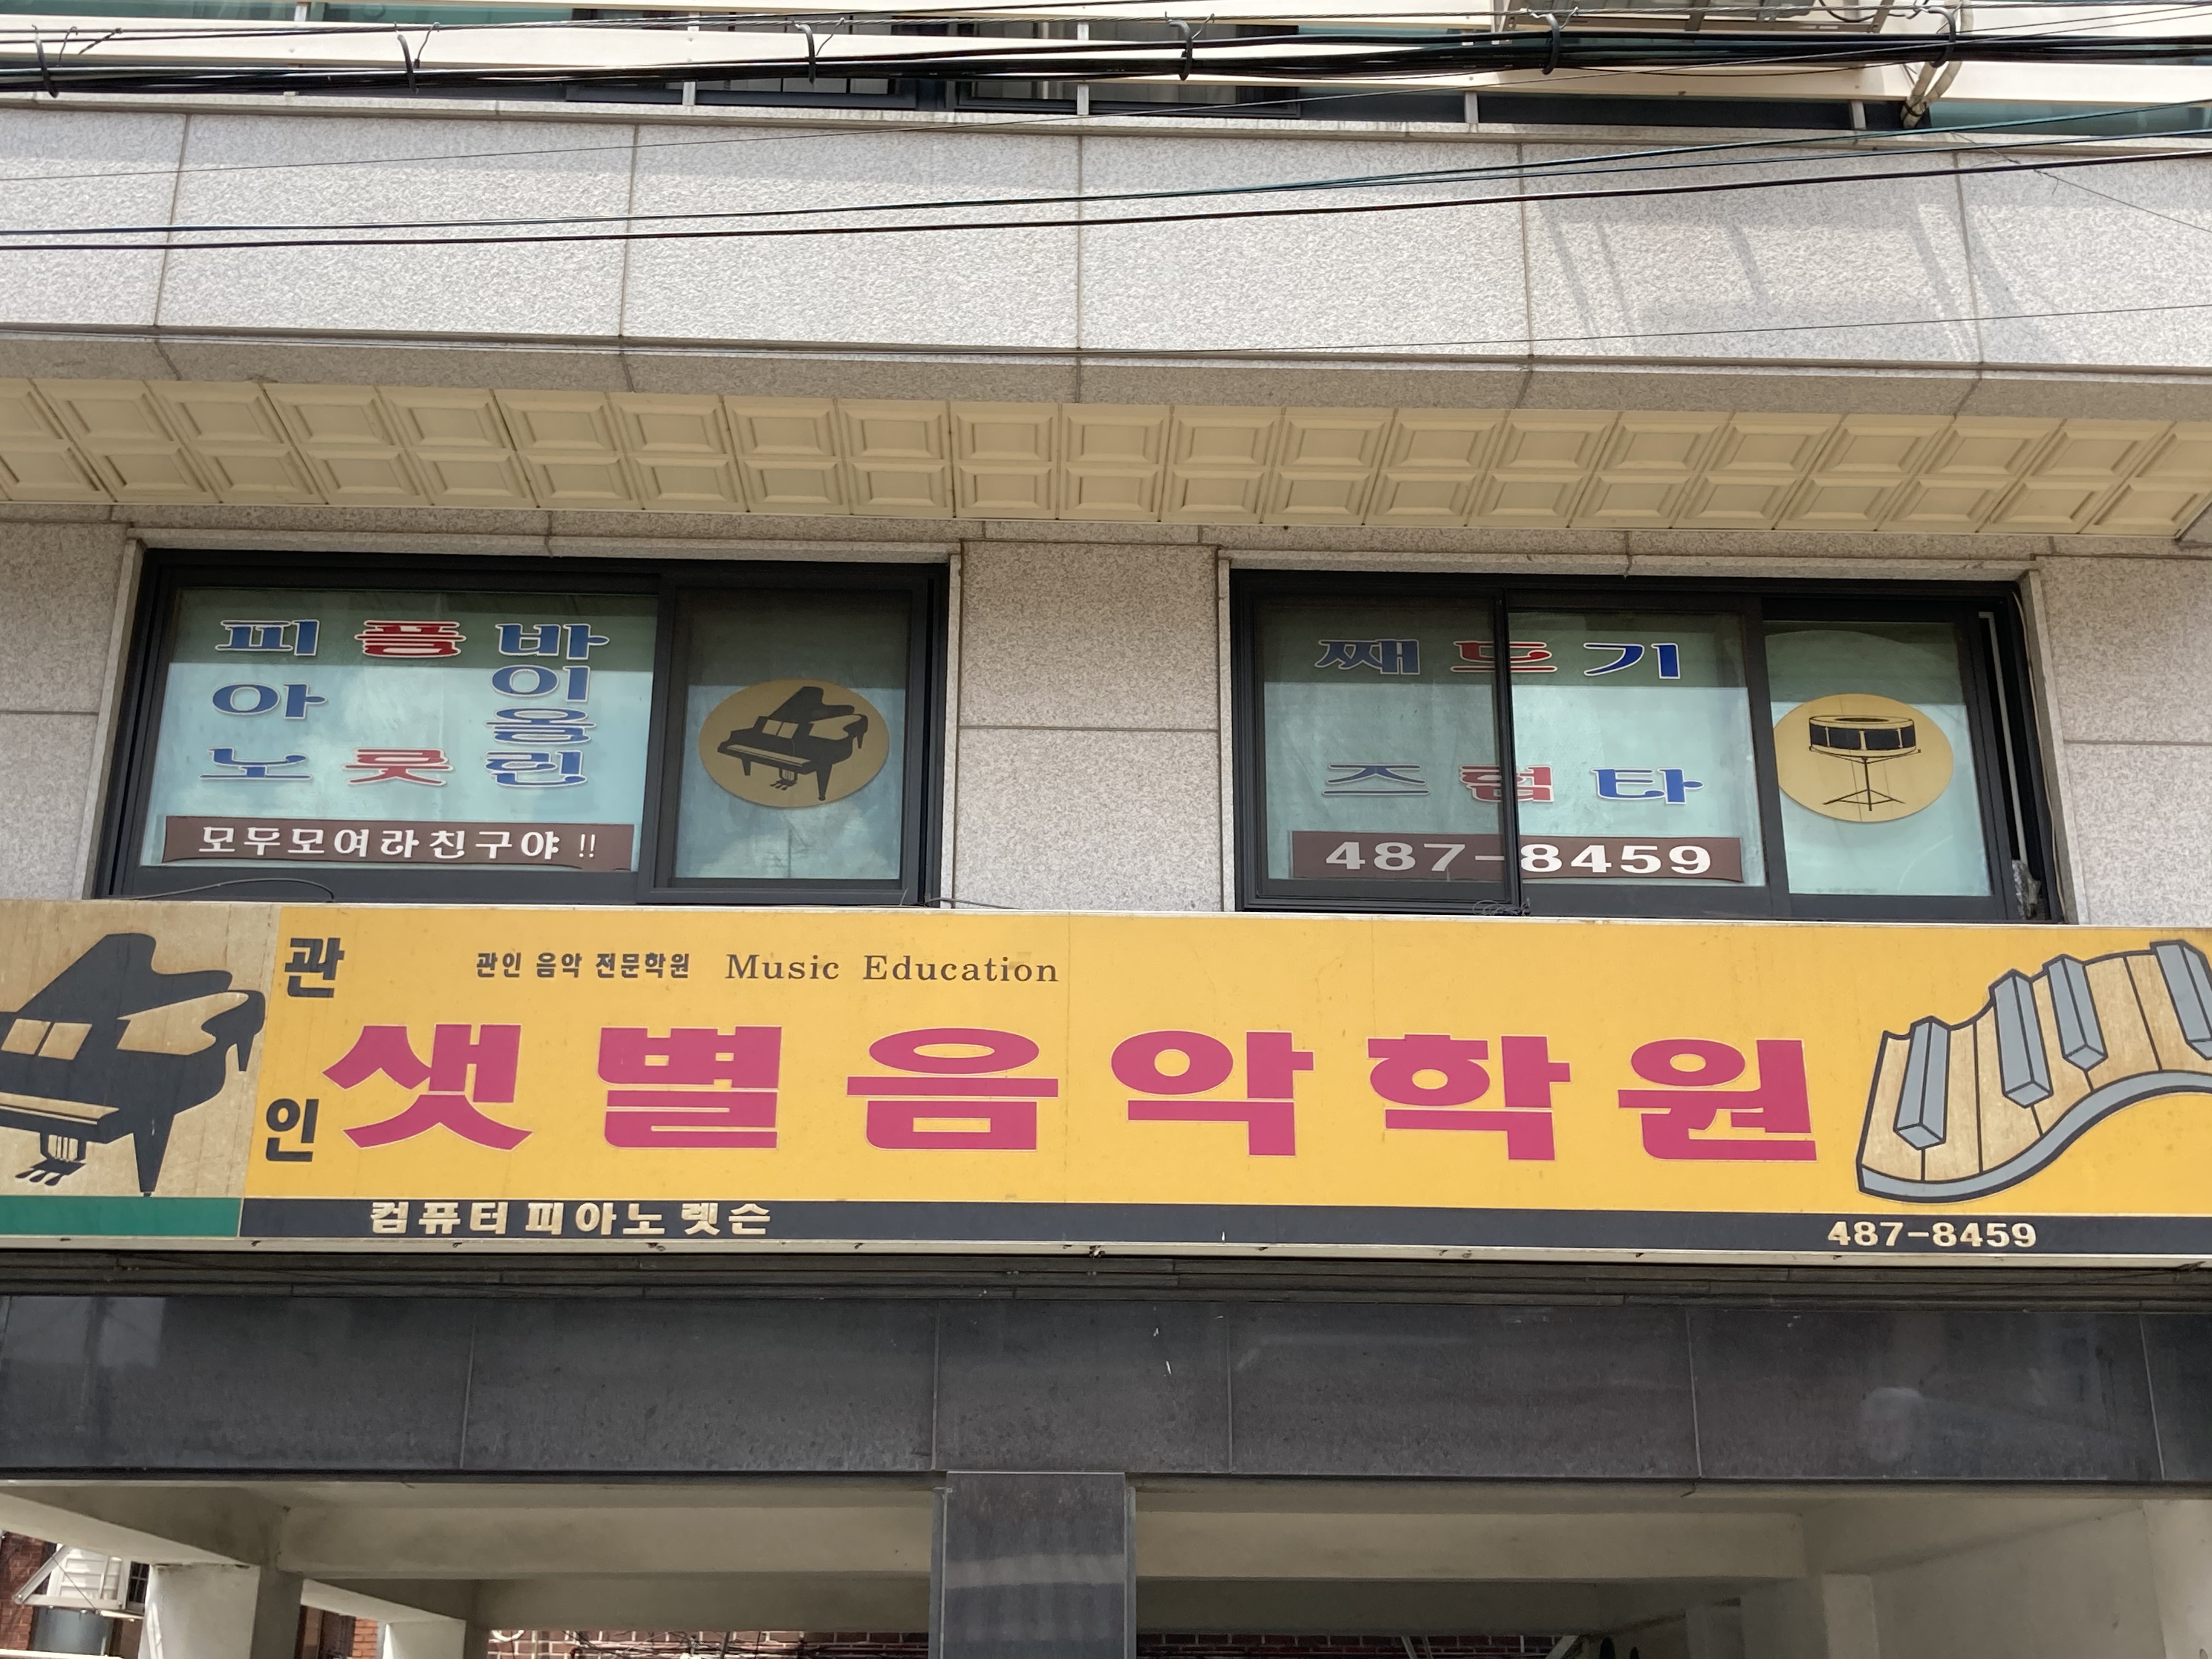 피아노
플룻
바이올린
모두모여라친구야 !!
째즈
드럼
기타
487-8459
관인
관인 음악 전문학원 Music Education
샛별음악학원
컴퓨터 피아노 렛슨
487-8459